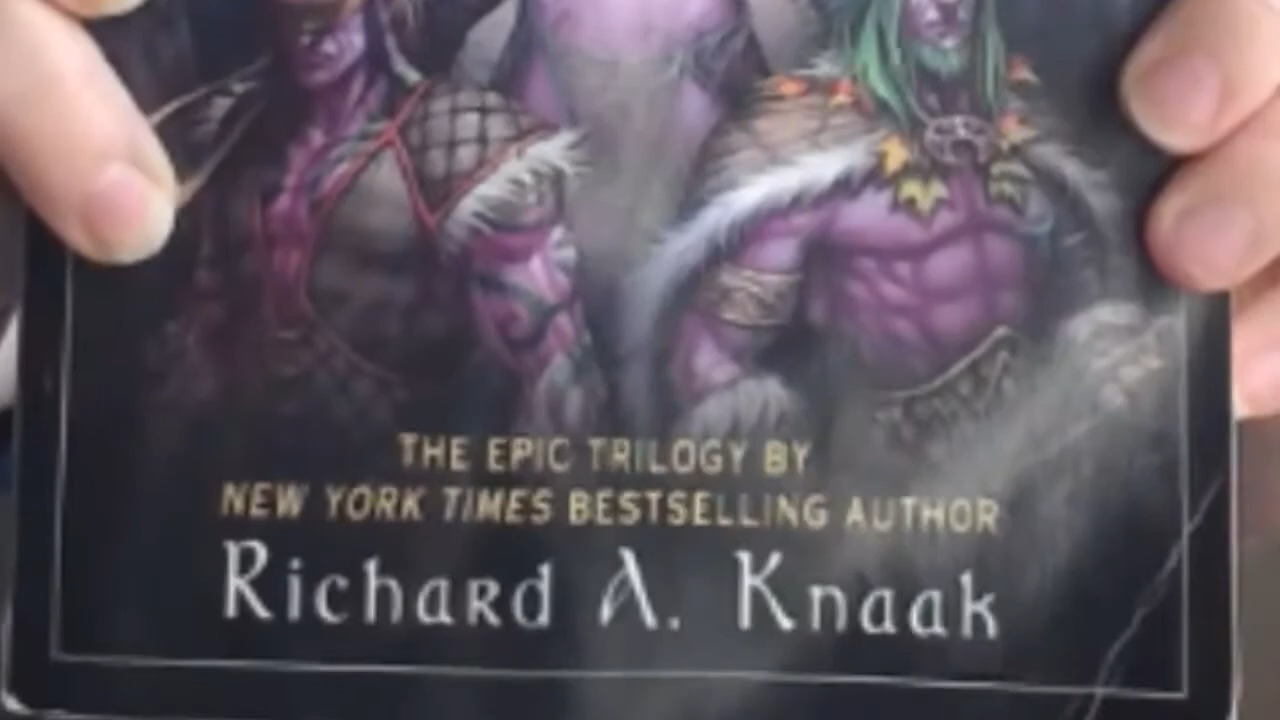 THE EPIC TRILOGY BY
NEW YORK TIMES BESTSELLING AUTHOR
Richard A. Knaak